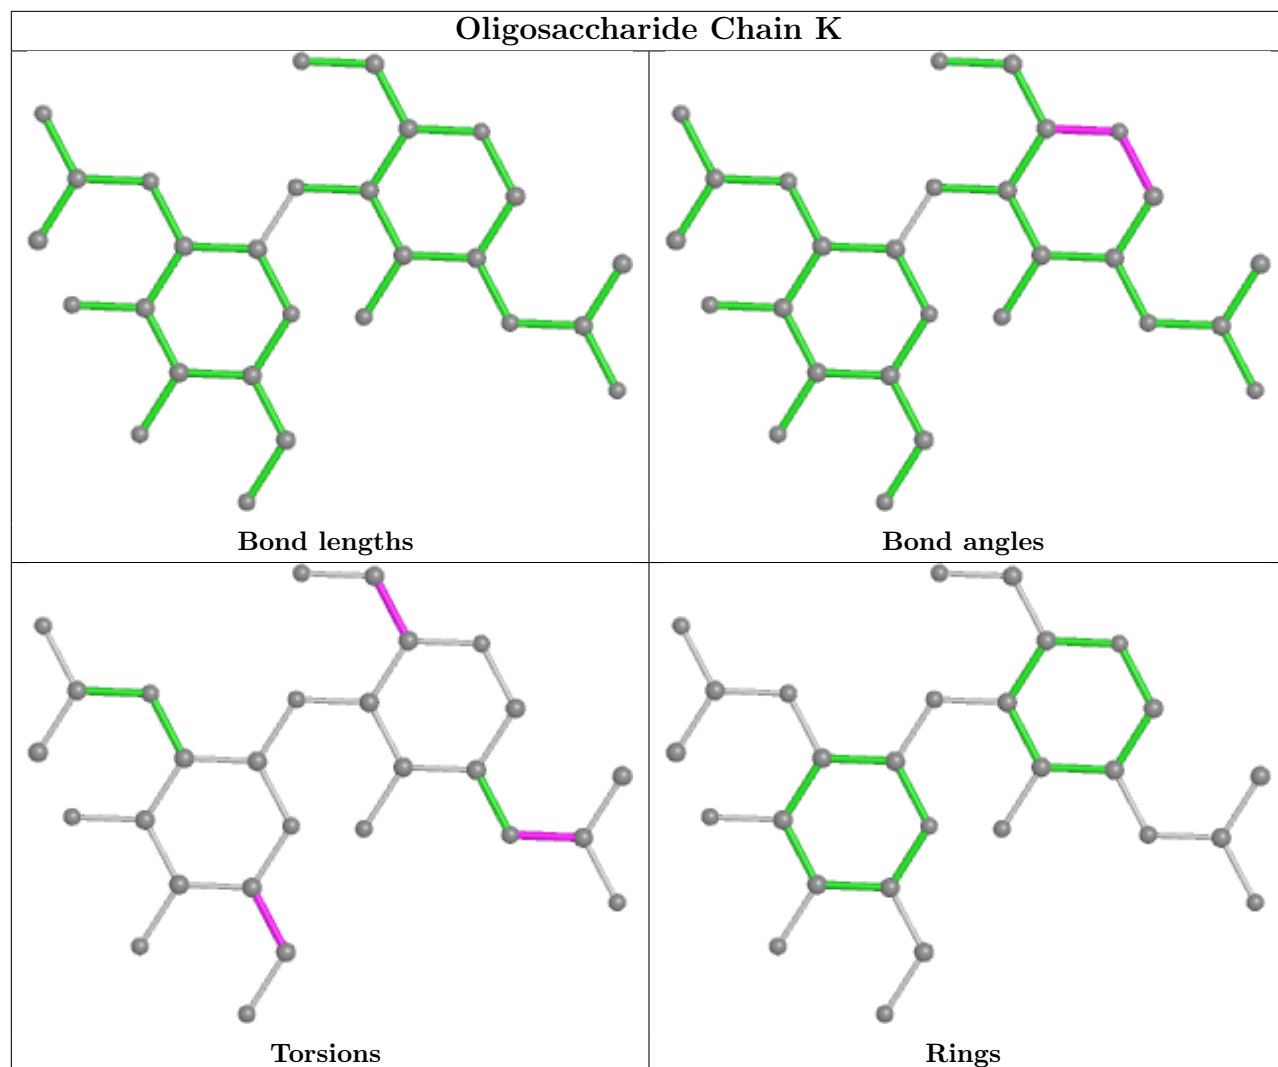 Oligosaccharide Chain K
Bond lengths
Bond angles
Torsions
Rings